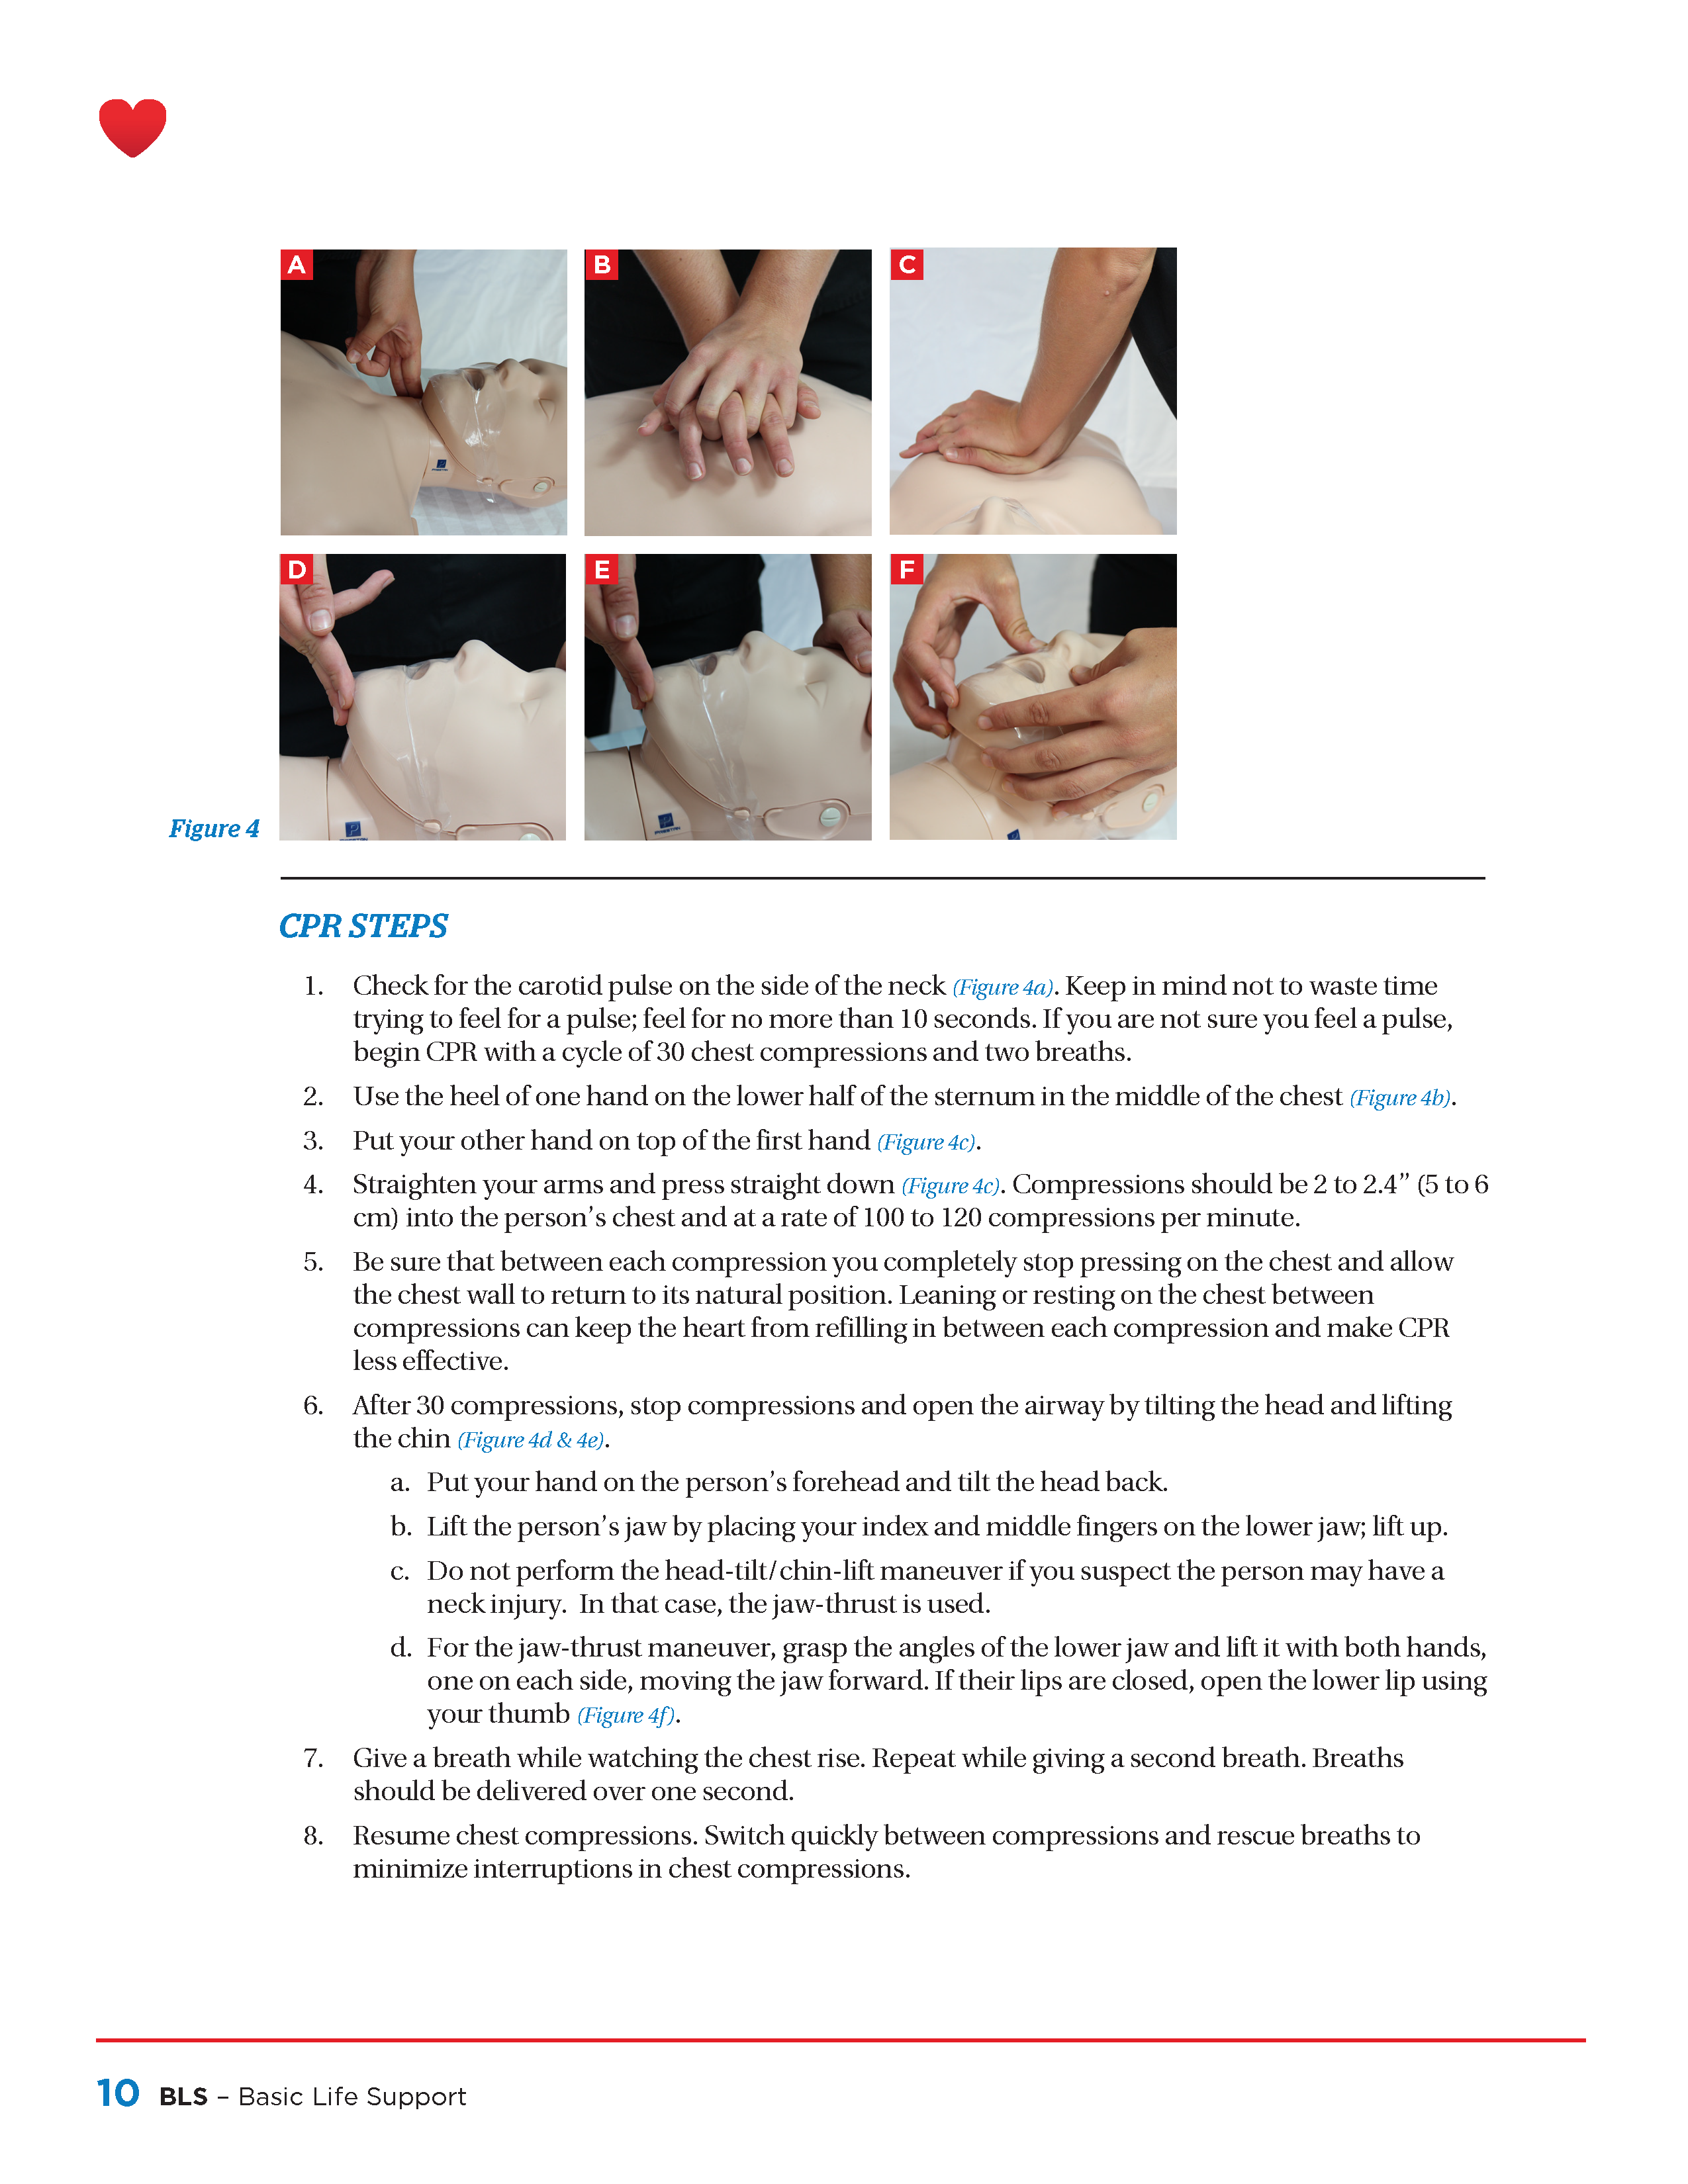 A
B
C
D
E
F
Figure 4
CPR STEPS
1. Check for the carotid pulse on the side of the neck (Figure 4a). Keep in mind not to waste time
trying to feel for a pulse; feel for no more than 10 seconds. If you are not sure you feel a pulse,
begin CPR with a cycle of 30 chest compressions and two breaths.
2. Use the heel of one hand on the lower half of the sternum in the middle of the chest (Figure 4b).
3. Put your other hand on top of the first hand (Figure 4c).
4. Straighten your arms and press straight down (Figure 4c). Compressions should be 2 to 2.4” (5 to 6
cm) into the person’s chest and at a rate of 100 to 120 compressions per minute.
5. Be sure that between each compression you completely stop pressing on the chest and allow
the chest wall to return to its natural position. Leaning or resting on the chest between
compressions can keep the heart from refilling in between each compression and make CPR
less effective.
6. After 30 compressions, stop compressions and open the airway by tilting the head and lifting
the chin (Figure 4d & 4e).
a. Put your hand on the person’s forehead and tilt the head back.
b. Lift the person’s jaw by placing your index and middle fingers on the lower jaw; lift up.
c. Do not perform the head-tilt/chin-lift maneuver if you suspect the person may have a
neck injury. In that case, the jaw-thrust is used.
d. For the jaw-thrust maneuver, grasp the angles of the lower jaw and lift it with both hands,
one on each side, moving the jaw forward. If their lips are closed, open the lower lip using
your thumb (Figure 4f).
7. Give a breath while watching the chest rise. Repeat while giving a second breath. Breaths
should be delivered over one second.
8. Resume chest compressions. Switch quickly between compressions and rescue breaths to
minimize interruptions in chest compressions.
10 BLS – Basic Life Support